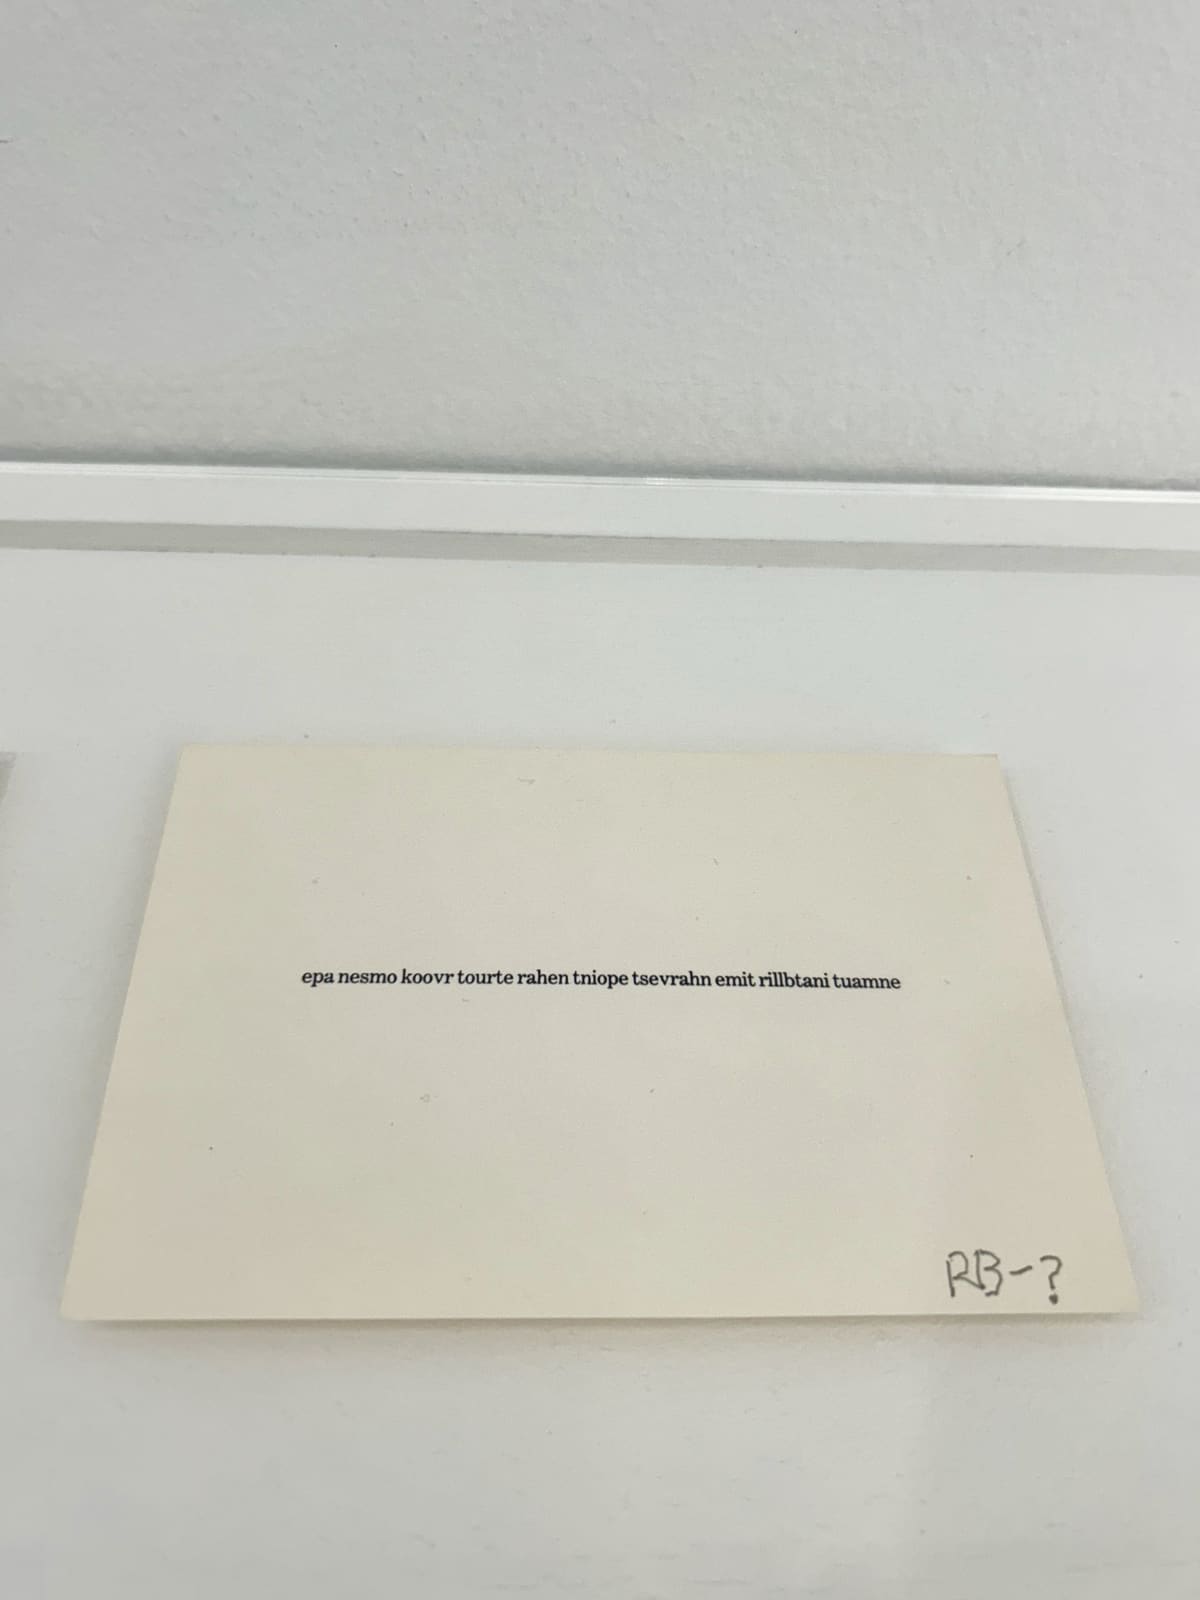 epa nesmo koovr tourte rahen tniope tsevrahn emit rillbtani tuamne
RB-?